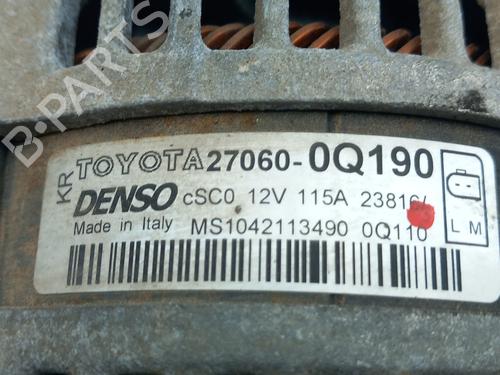 B-PARTS
KR TOYOTA 27060-0Q190
DENSO cSC0 12V 115A 23816
Made in Italy MS1042113490 0Q110
L M